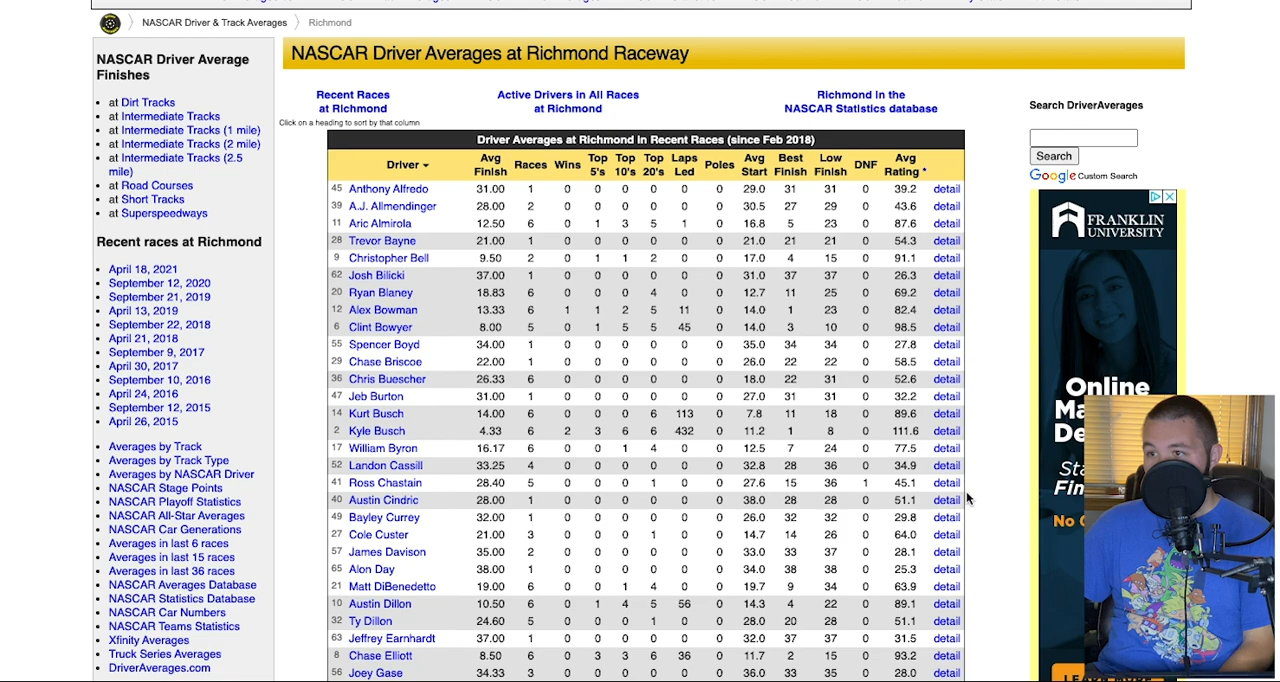 NASCAR Driver & Track Averages Richmond
NASCAR Driver Average
Finishes
at Dirt Tracks
at Intermediate Tracks
at Intermediate Tracks (1 mile)
at Intermediate Tracks (2 mile)
at Intermediate Tracks (2.5
mile)
at Road Courses
at Short Tracks
at Superspeedways
Recent races at Richmond
April 18, 2021
September 12, 2020
September 21, 2019
April 13, 2019
September 22, 2018
April 21, 2018
September 9, 2017
April 30, 2017
September 10, 2016
April 24, 2016
September 12, 2015
April 26, 2015
Averages by Track
Averages by Track Type
Averages by NASCAR Driver
NASCAR Stage Points
NASCAR Playoff Statistics
NASCAR All-Star Averages
NASCAR Car Generations
Averages in last 6 races
Averages in last 15 races
Averages in last 36 races
NASCAR Averages Database
NASCAR Statistics Database
NASCAR Car Numbers
NASCAR Teams Statistics
Xfinity Averages
Truck Series Averages
DriverAverages.com
NASCAR Driver Averages at Richmond Raceway
Recent Races
at Richmond
Active Drivers in All Races
at Richmond
Richmond in the
NASCAR Statistics database
Click on a heading to sort by that column
Driver Averages at Richmond in Recent Races (since Feb 2018)
Driver Avg Finish Races Wins Top 5's Top 10's Top 20's Laps Led Poles Avg Start Best Finish Low Finish DNF Avg Rating *
45 Anthony Alfredo 31.00 1 0 0 0 0 0 0 29.0 31 31 0 39.2 detail
39 A.J. Allmendinger 28.00 2 0 0 0 0 0 0 30.5 27 29 0 43.6 detail
11 Aric Almirola 12.50 6 0 1 3 5 1 0 16.8 5 23 0 87.6 detail
28 Trevor Bayne 21.00 1 0 0 0 0 0 0 21.0 21 21 0 54.3 detail
9 Christopher Bell 9.50 2 0 1 1 2 0 0 17.0 4 15 0 91.1 detail
62 Josh Bilicki 37.00 1 0 0 0 0 0 0 31.0 37 37 0 26.3 detail
20 Ryan Blaney 18.83 6 0 0 0 4 0 0 12.7 11 25 0 69.2 detail
12 Alex Bowman 13.33 6 1 1 2 5 11 0 14.0 1 23 0 82.4 detail
6 Clint Bowyer 8.00 5 0 1 5 5 45 0 14.0 3 10 0 98.5 detail
55 Spencer Boyd 34.00 1 0 0 0 0 0 0 35.0 34 34 0 27.8 detail
29 Chase Briscoe 22.00 1 0 0 0 0 0 0 26.0 22 22 0 58.5 detail
36 Chris Buescher 26.33 6 0 0 0 0 0 0 18.0 22 31 0 52.6 detail
47 Jeb Burton 31.00 1 0 0 0 0 0 0 27.0 31 31 0 32.2 detail
14 Kurt Busch 14.00 6 0 0 0 6 113 0 7.8 11 18 0 89.6 detail
2 Kyle Busch 4.33 6 2 3 6 6 432 0 11.2 1 8 0 111.6 detail
17 William Byron 16.17 6 0 0 1 4 0 0 12.5 7 24 0 77.5 detail
52 Landon Cassill 33.25 4 0 0 0 0 0 0 32.8 28 36 0 34.9 detail
41 Ross Chastain 28.40 5 0 0 0 1 0 0 27.6 15 36 1 45.1 detail
40 Austin Cindric 28.00 1 0 0 0 0 0 0 38.0 28 28 0 51.1 detail
49 Bayley Currey 32.00 1 0 0 0 0 0 0 26.0 32 32 0 29.8 detail
27 Cole Custer 21.00 3 0 0 0 1 0 0 14.7 14 26 0 64.0 detail
57 James Davison 35.00 2 0 0 0 0 0 0 33.0 33 37 0 28.1 detail
65 Alon Day 38.00 1 0 0 0 0 0 0 34.0 38 38 0 25.3 detail
21 Matt DiBenedetto 19.00 6 0 0 1 4 0 0 19.7 9 34 0 63.9 detail
10 Austin Dillon 10.50 6 0 1 4 5 56 0 14.3 4 22 0 89.1 detail
32 Ty Dillon 24.60 5 0 0 0 1 0 0 28.0 20 28 0 51.1 detail
63 Jeffrey Earnhardt 37.00 1 0 0 0 0 0 0 32.0 37 37 0 31.5 detail
8 Chase Elliott 8.50 6 0 3 3 6 36 0 11.7 2 15 0 93.2 detail
56 Joey Gase 34.33 3 0 0 0 0 0 0 36.0 33 35 0 28.0 detail
Search DriverAverages
Search
Google Custom Search
FRANKLIN
UNIVERSITY
Online